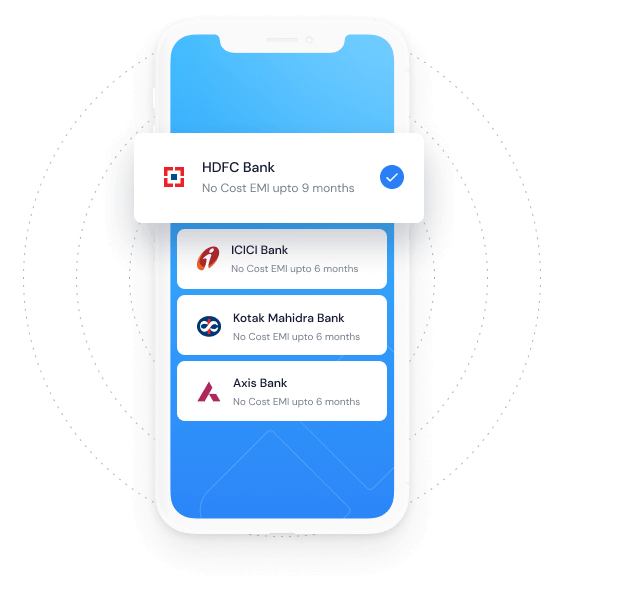 HDFC Bank
No Cost EMI upto 9 months
ICICI Bank
No Cost EMI upto 6 months
Kotak Mahidra Bank
No Cost EMI upto 6 months
Axis Bank
No Cost EMI upto 6 months